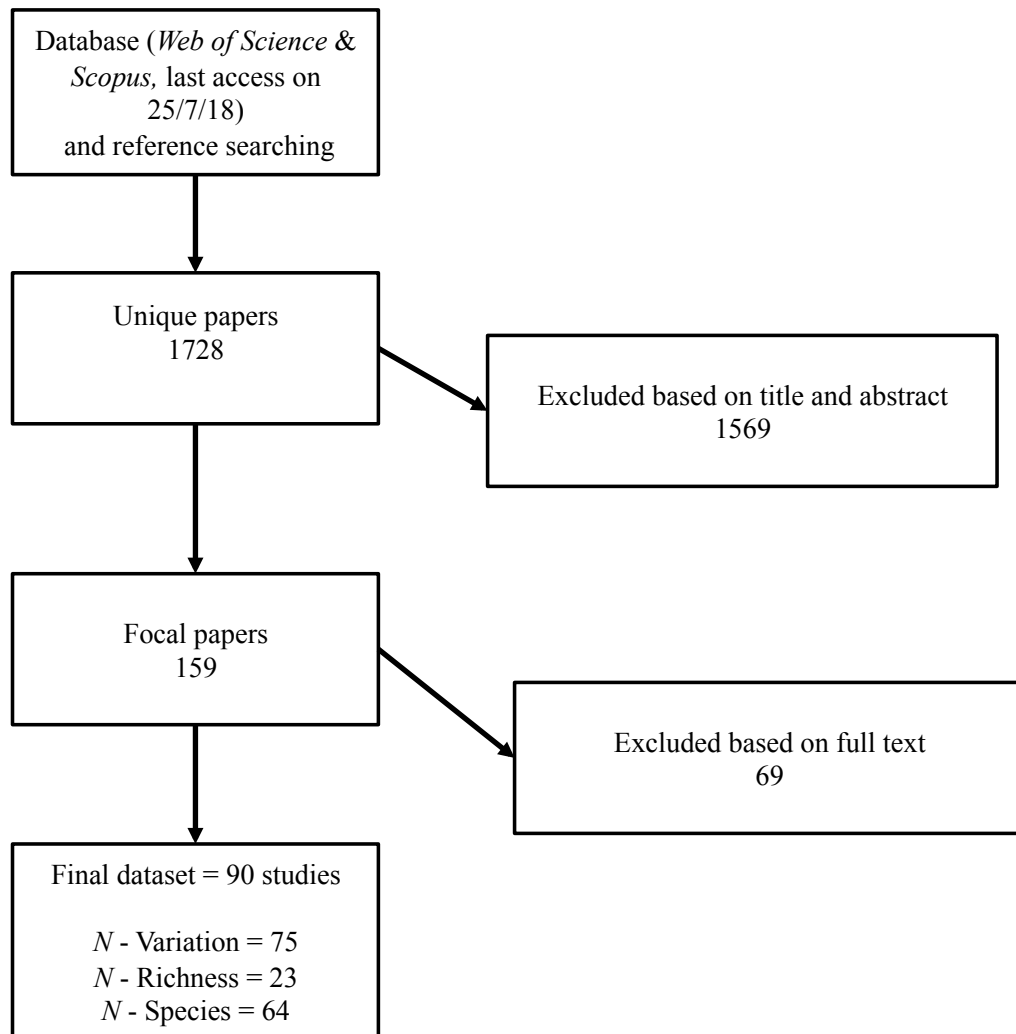 Database (Web of Science &
Scopus, last access on
25/7/18)
and reference searching
Unique papers
1728
Excluded based on title and abstract
1569
Focal papers
159
Excluded based on full text
69
Final dataset = 90 studies
N - Variation = 75
N - Richness = 23
N - Species = 64